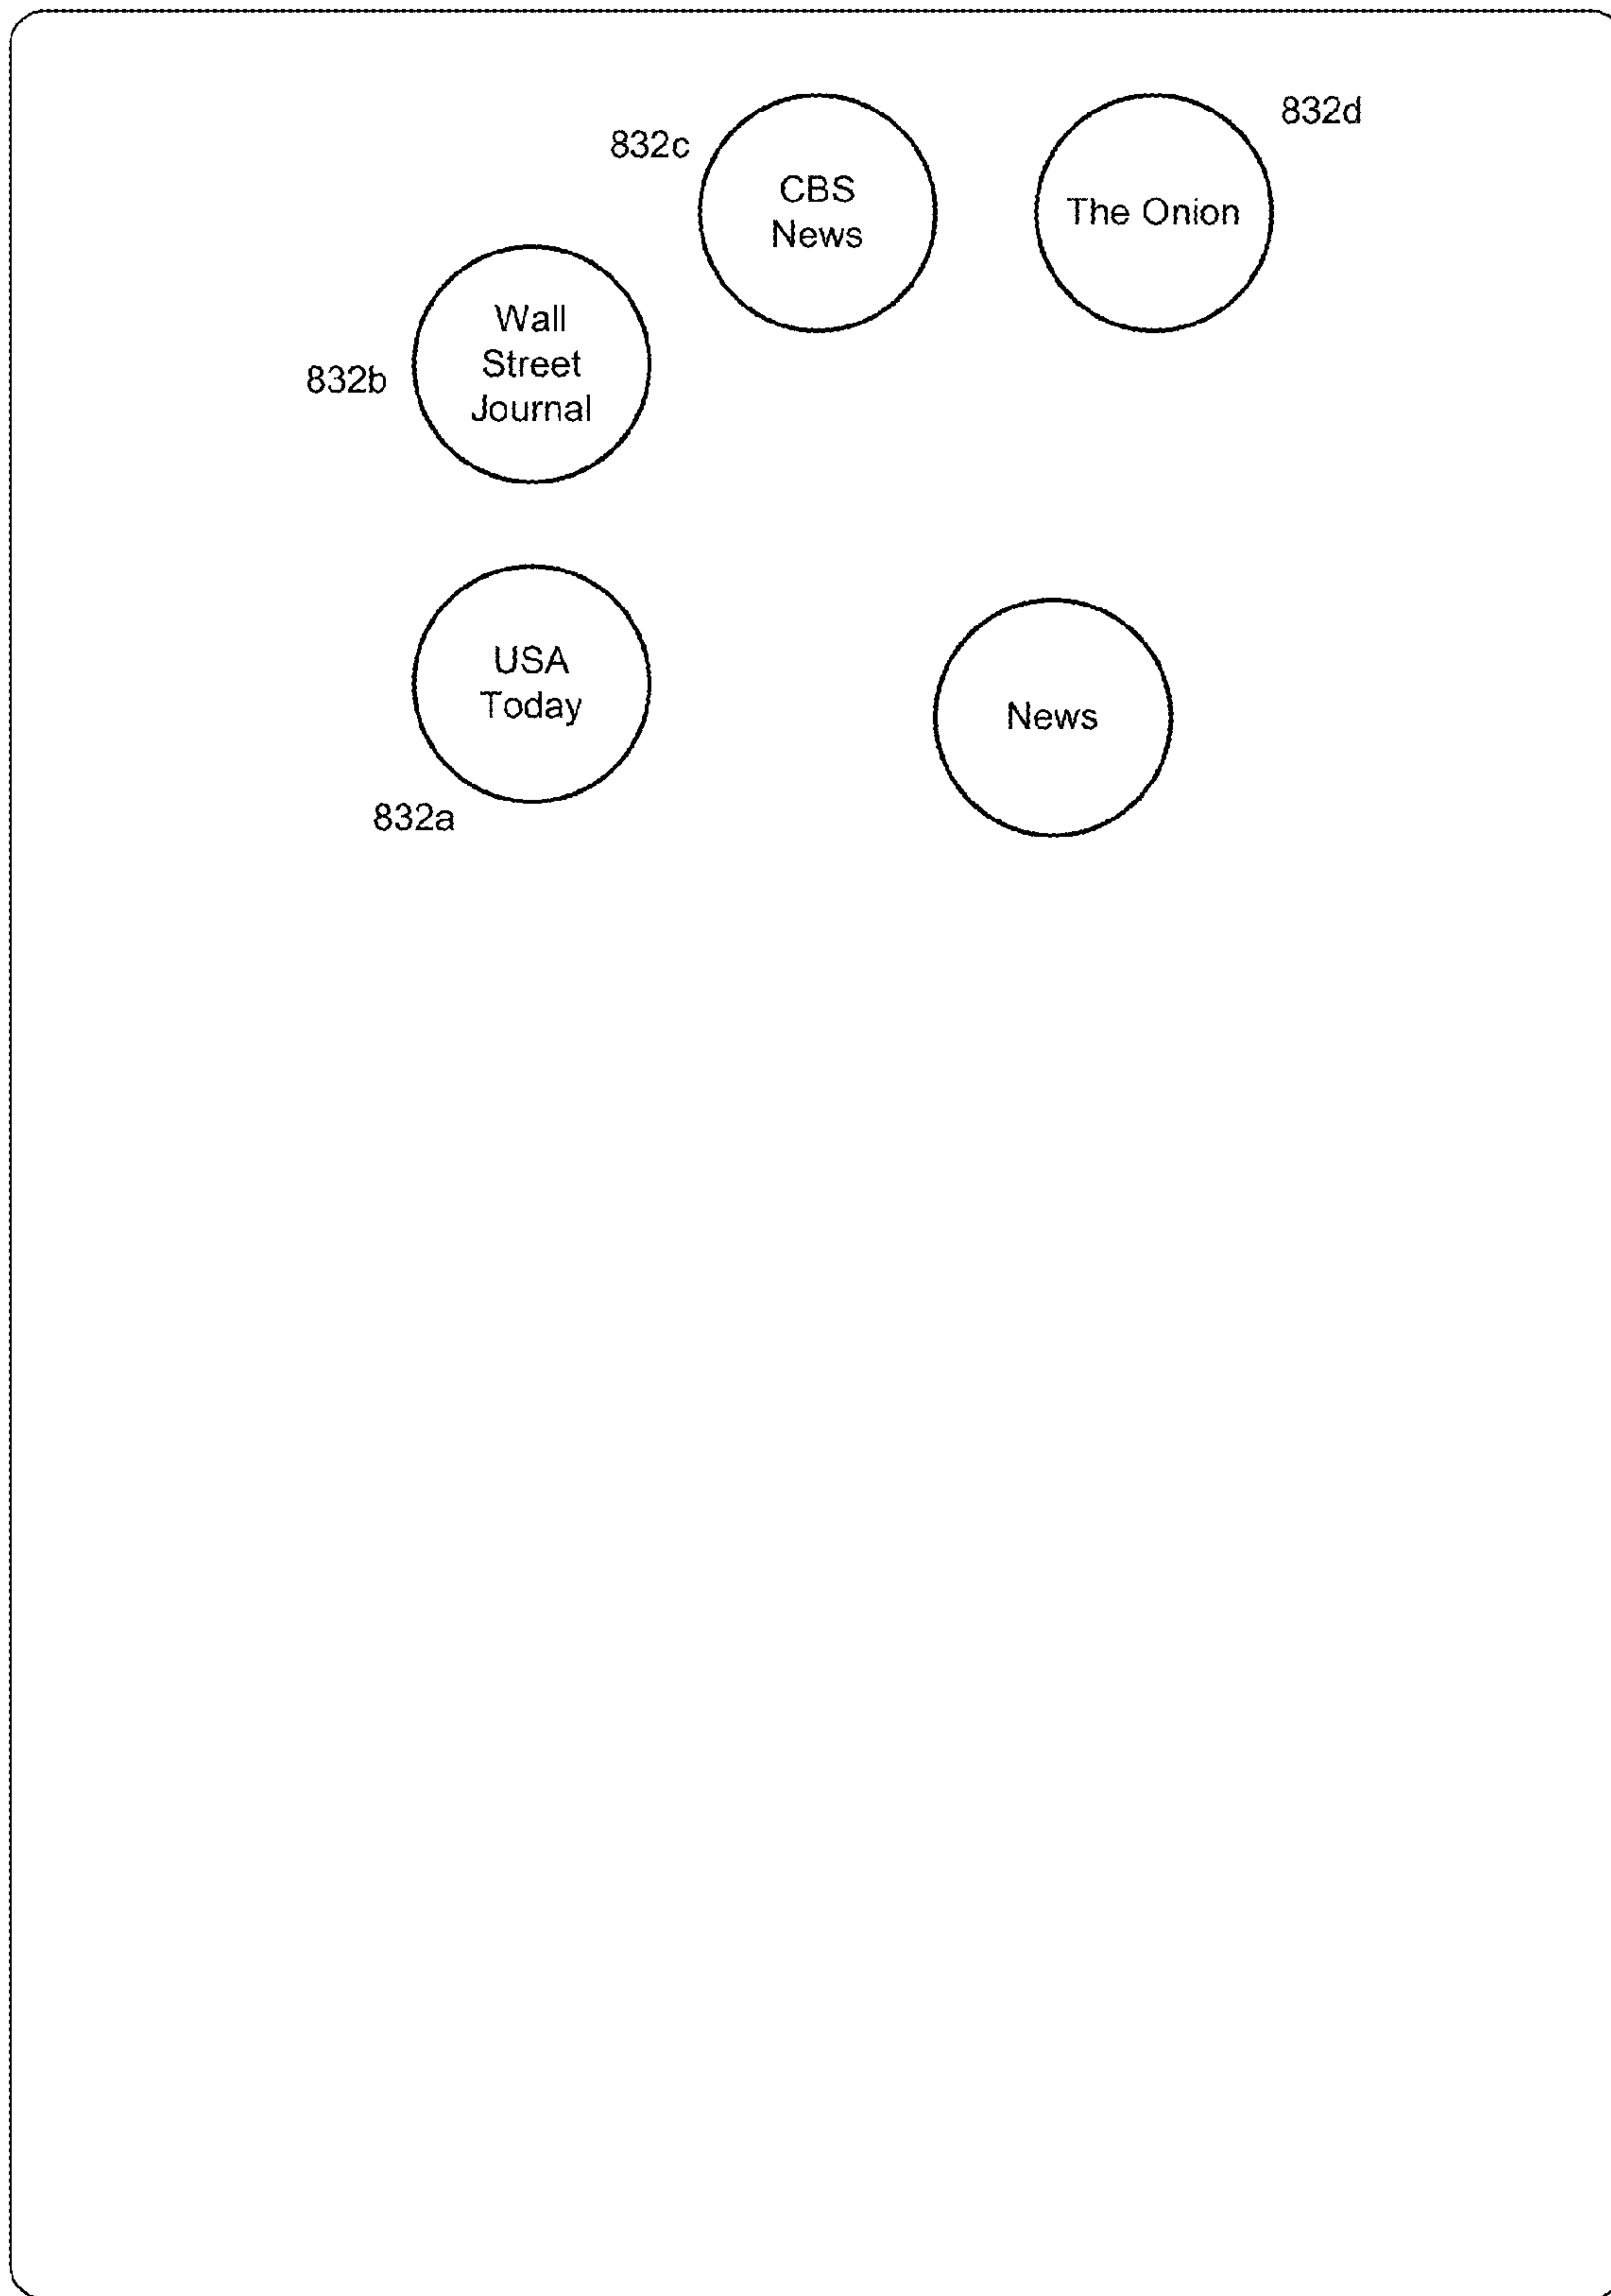 832d
832c
CBS
News
The Onion
Wall
Street
Journal
832b
USA
Today
News
832a